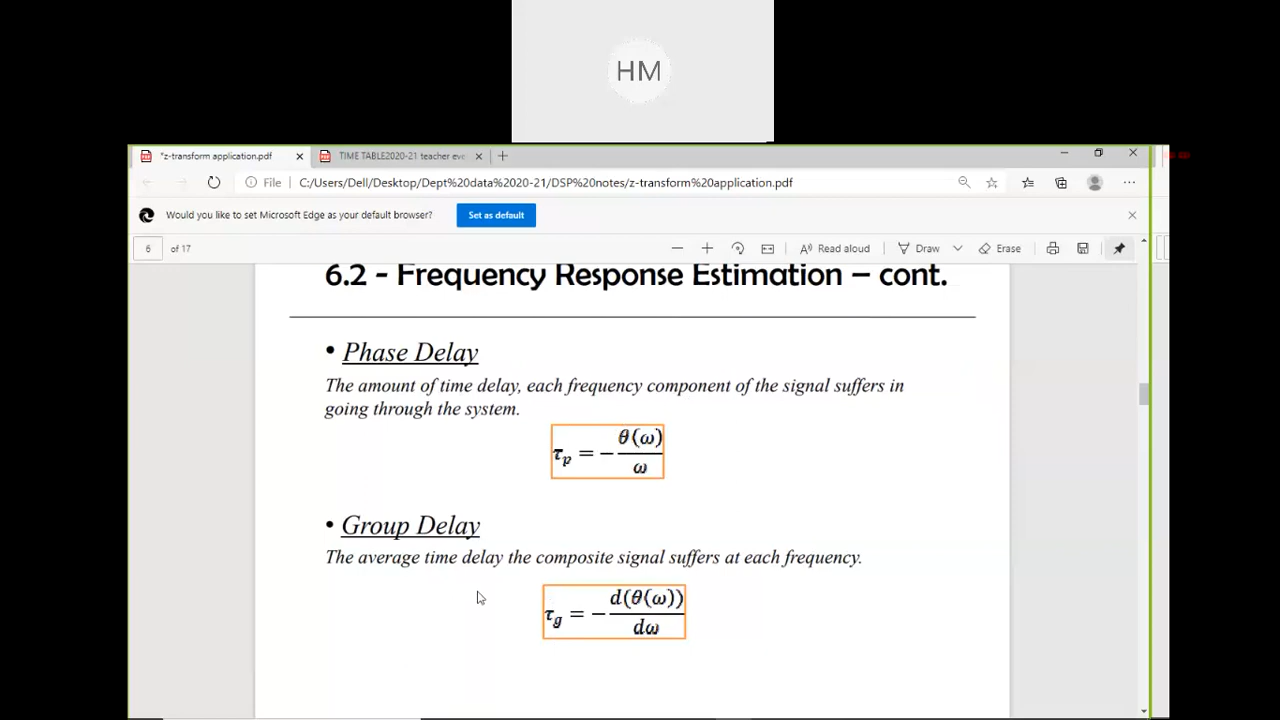 HM
*z-transform application.pdf
TIME TABLE2020-21 teacher eve
File C:/Users/Dell/Desktop/Dept%20data%2020-21/DSP%20notes/z-transform%20application.pdf
Would you like to set Microsoft Edge as your default browser? Set as default
6 of 17 Read aloud Draw Erase
6.2 - Frequency Response Estimation – cont.
• Phase Delay
The amount of time delay, each frequency component of the signal suffers in
going through the system.
τp = − θ(ω) / ω
• Group Delay
The average time delay the composite signal suffers at each frequency.
τg = − d(θ(ω)) / dω